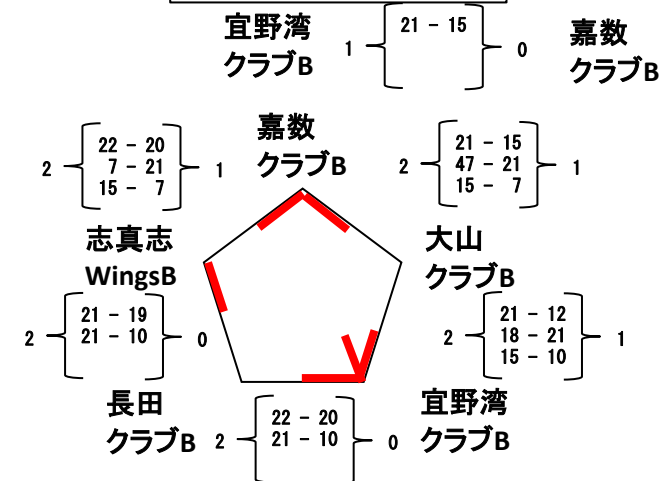 宜野湾
クラブB
1
21 - 15
0
嘉数
クラブB
嘉数
クラブB
2
22 - 20
7 - 21
15 - 7
1
2
21 - 15
47 - 21
15 - 7
1
志真志
WingsB
大山
クラブB
2
21 - 19
21 - 10
0
2
21 - 12
18 - 21
15 - 10
1
長田
クラブB
2
22 - 20
21 - 10
0
宜野湾
クラブB